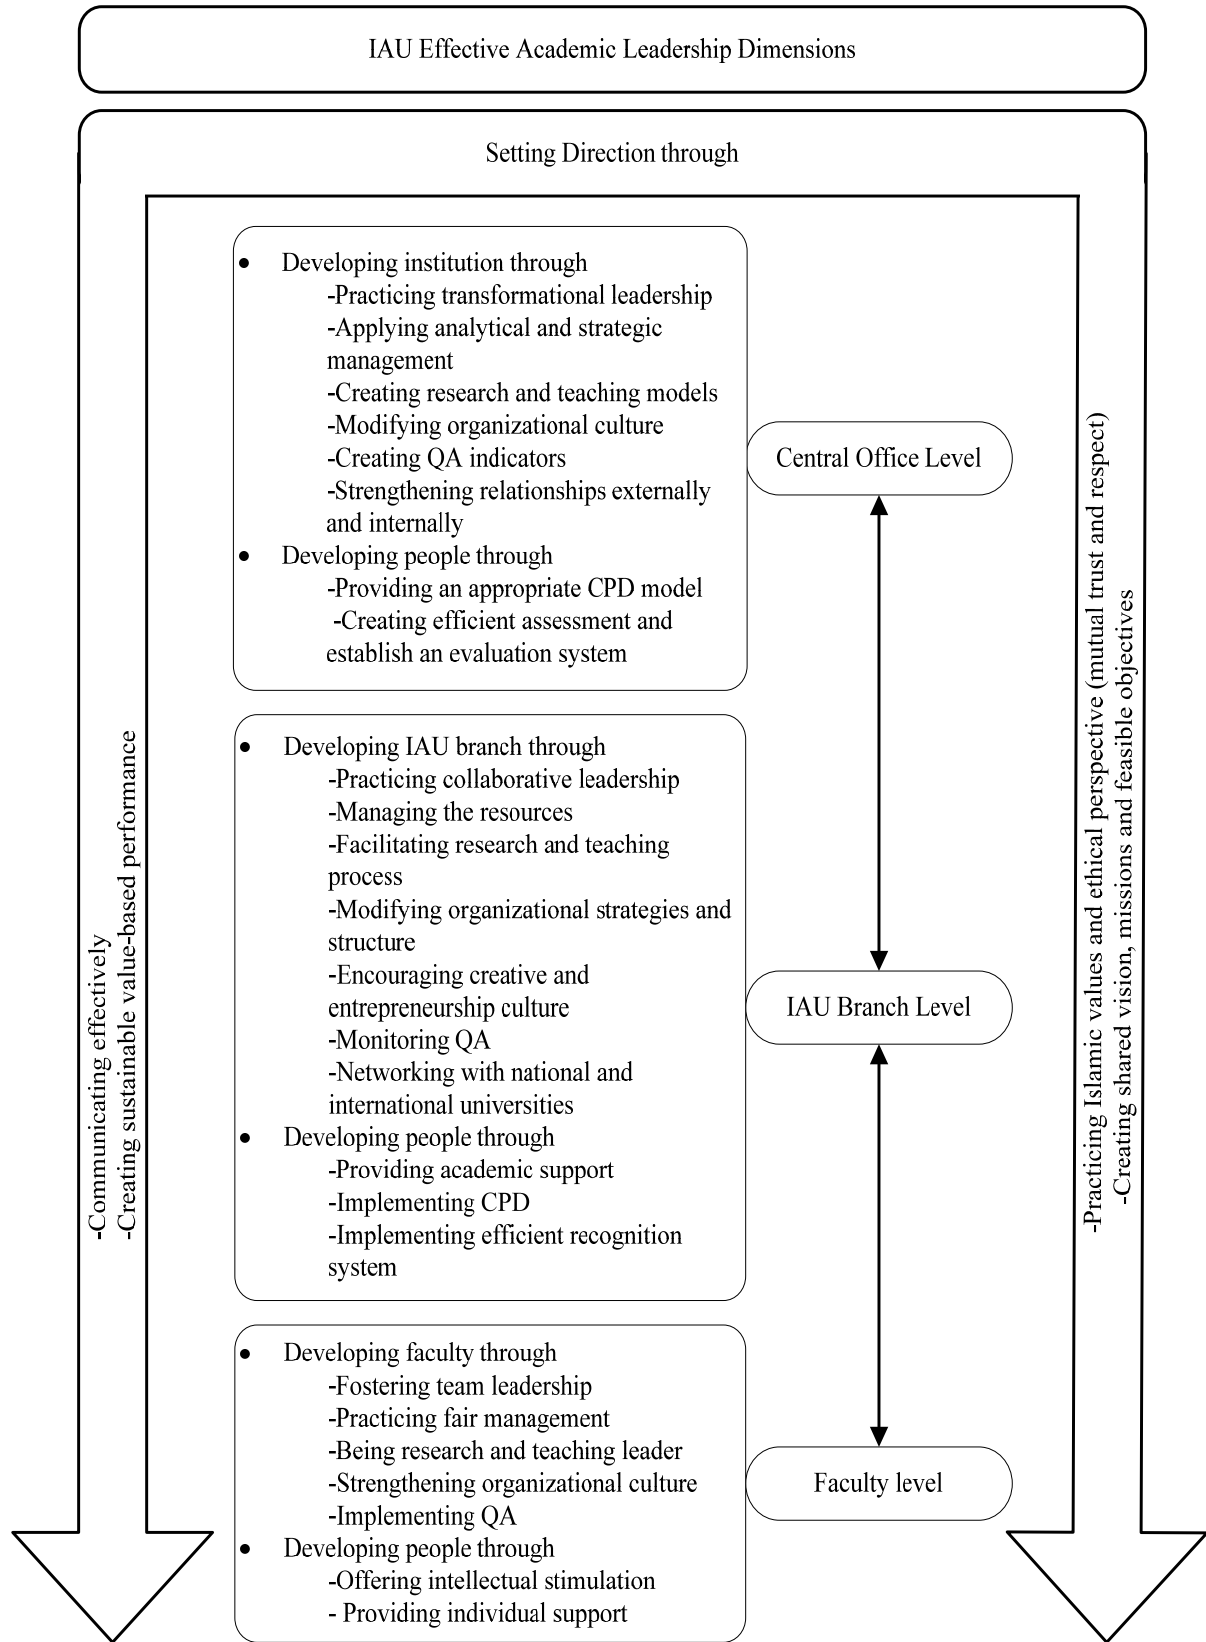 IAU Effective Academic Leadership Dimensions
Setting Direction through
• Developing institution through
-Practicing transformational leadership
-Applying analytical and strategic
management
-Creating research and teaching models
-Modifying organizational culture
-Creating QA indicators
-Strengthening relationships externally
and internally
• Developing people through
-Providing an appropriate CPD model
-Creating efficient assessment and
establish an evaluation system
Central Office Level
• Developing IAU branch through
-Practicing collaborative leadership
-Managing the resources
-Facilitating research and teaching
process
-Modifying organizational strategies and
structure
-Encouraging creative and
entrepreneurship culture
-Monitoring QA
-Networking with national and
international universities
• Developing people through
-Providing academic support
-Implementing CPD
-Implementing efficient recognition
system
IAU Branch Level
• Developing faculty through
-Fostering team leadership
-Practicing fair management
-Being research and teaching leader
-Strengthening organizational culture
-Implementing QA
• Developing people through
-Offering intellectual stimulation
- Providing individual support
Faculty level
-Communicating effectively
-Creating sustainable value-based performance
-Practicing Islamic values and ethical perspective (mutual trust and respect)
-Creating shared vision, missions and feasible objectives